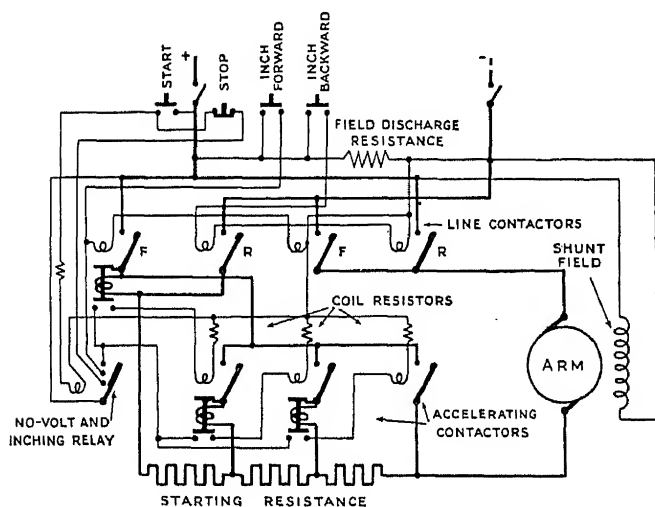 START
+
STOP
INCH
FORWARD
INCH
BACKWARD
-
FIELD DISCHARGE
RESISTANCE
LINE CONTACTORS
F
R
F
R
SHUNT
FIELD
COIL RESISTORS
ARM
NO-VOLT AND
INCHING RELAY
ACCELERATING
CONTACTORS
STARTING RESISTANCE